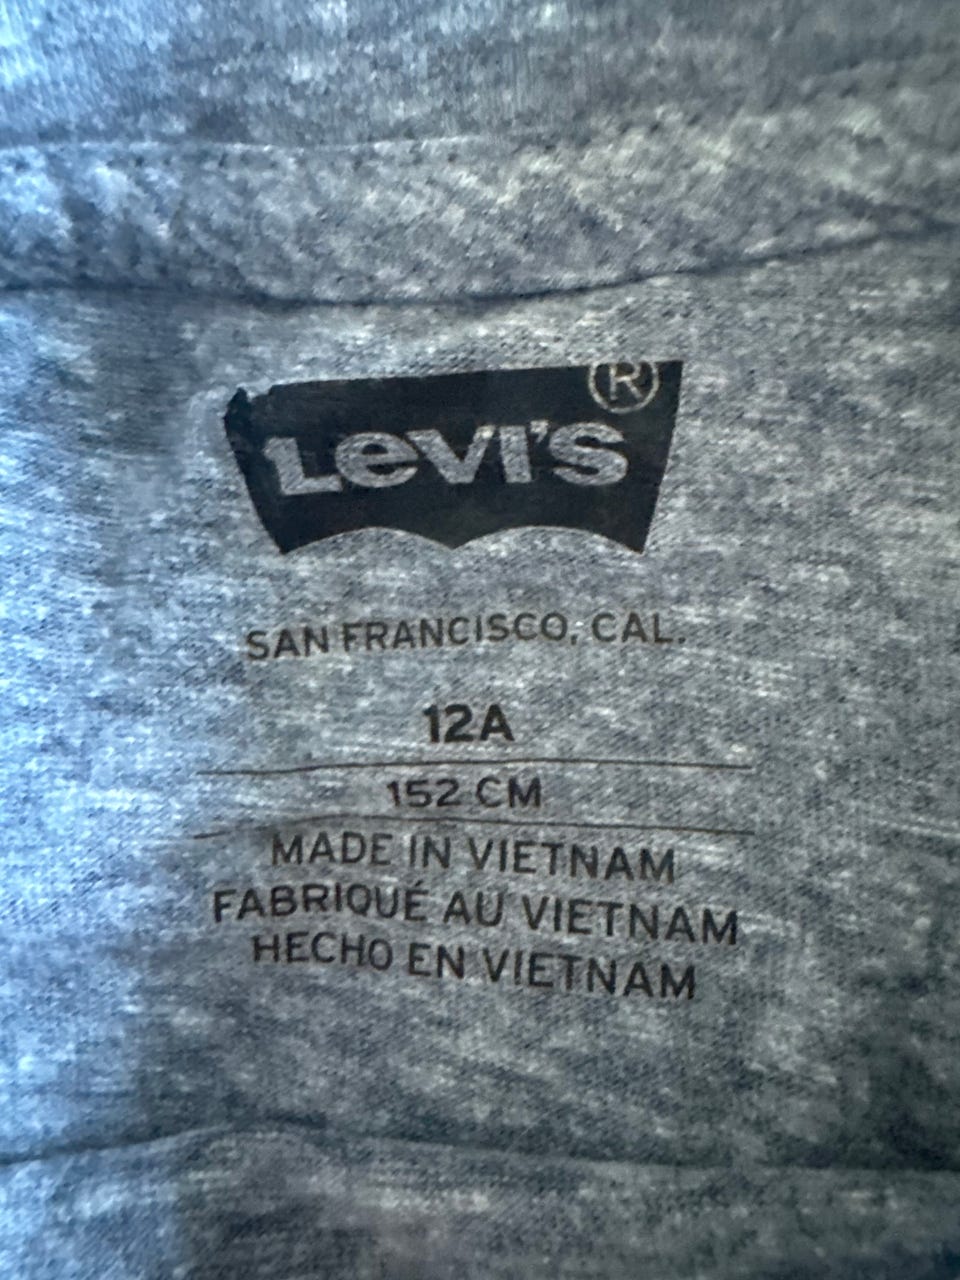 LEVI'S®
SAN FRANCISCO, CAL.
12A
152 CM
MADE IN VIETNAM
FABRIQUÉ AU VIETNAM
HECHO EN VIETNAM